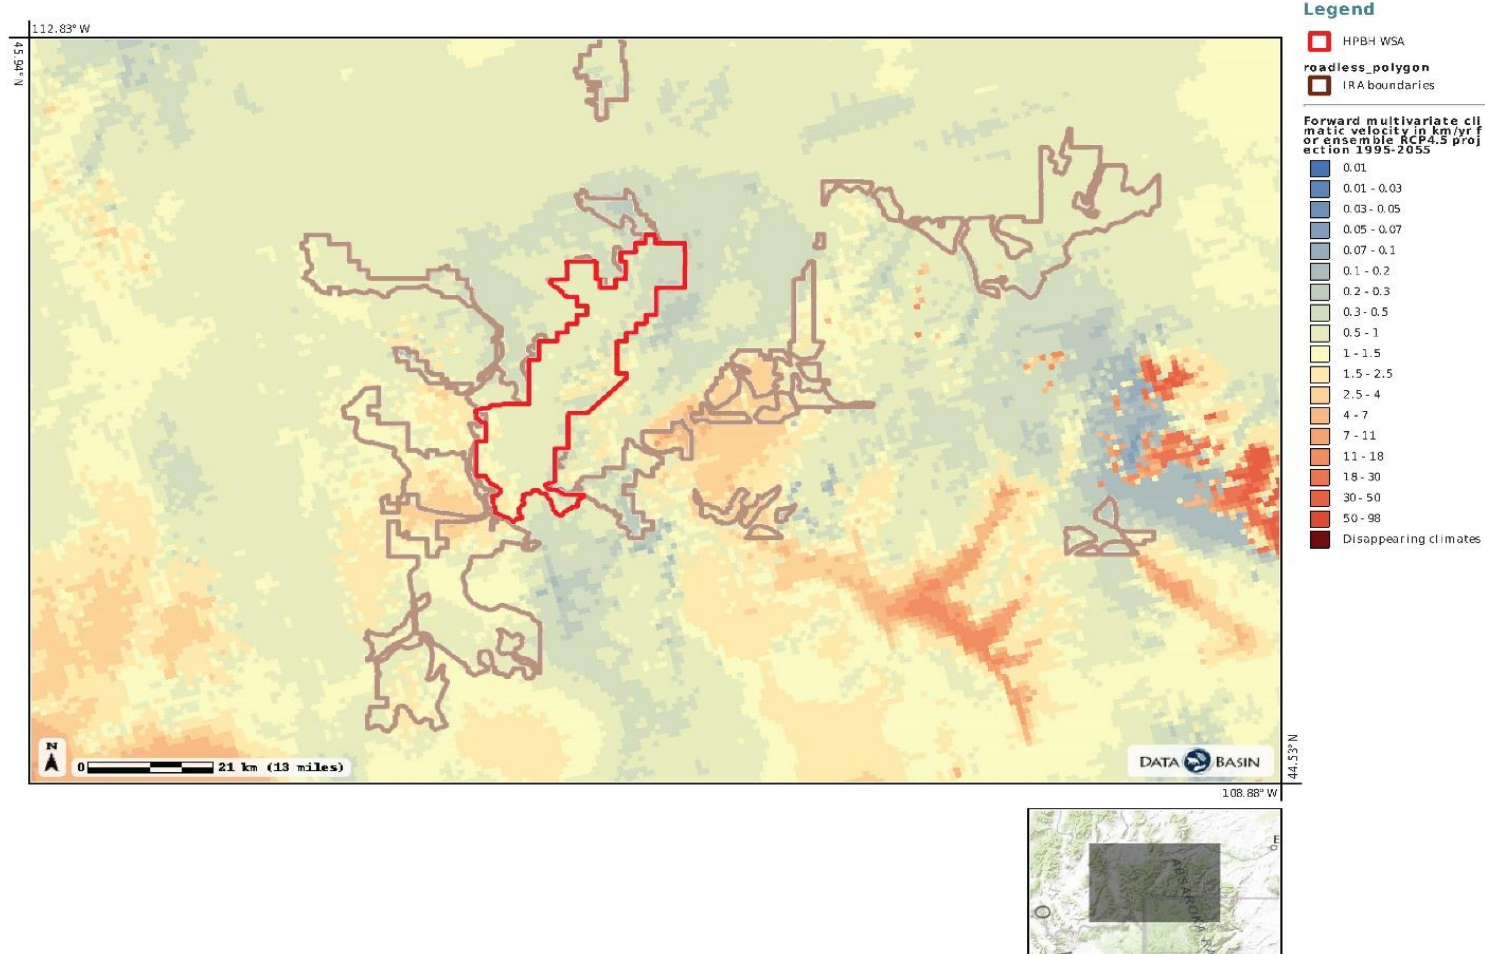 112.83° W
45.94° N
Legend
HPBH WSA
roadless_polygon
IRA boundaries
Forward multivariate cli
matic velocity in km/yr f
or ensemble RCP4.5 proj
ection 1995-2055
0.01
0.01 - 0.03
0.03 - 0.05
0.05 - 0.07
0.07 - 0.1
0.1 - 0.2
0.2 - 0.3
0.3 - 0.5
0.5 - 1
1 - 1.5
1.5 - 2.5
2.5 - 4
4 - 7
7 - 11
11 - 18
18 - 30
30 - 50
50 - 98
Disappearing climates
N
0 21 km (13 miles)
DATA BASIN
44.53° N
108.88° W